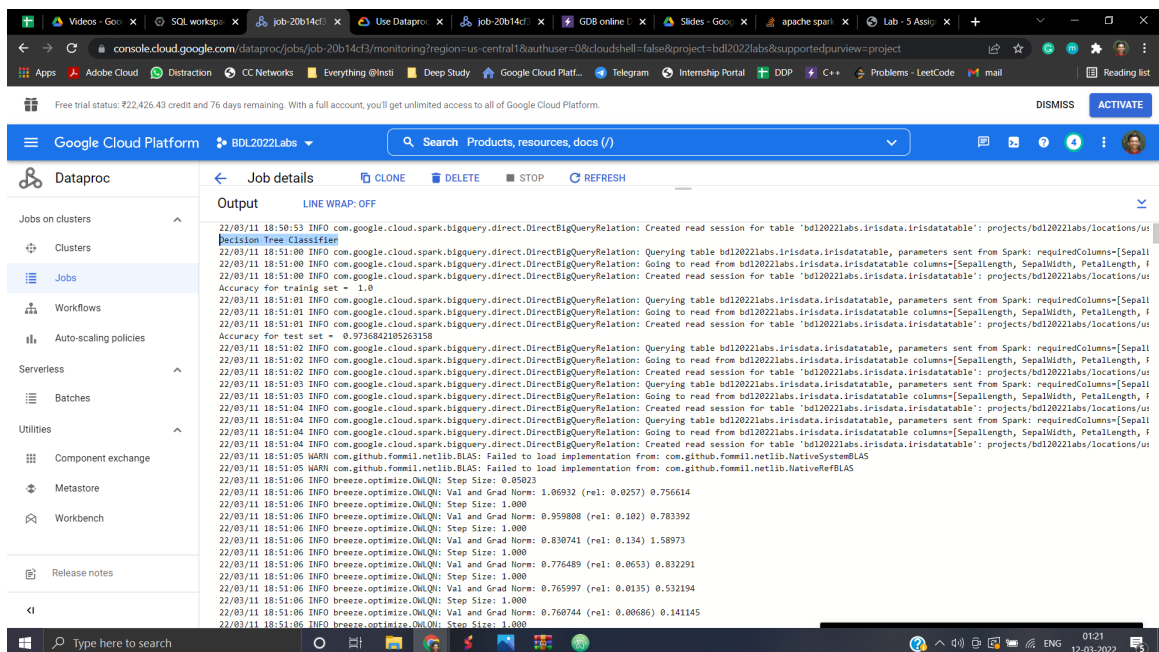 Videos - Goo
SQL workspa
job-20b14cf3
Use Dataproc
job-20b14cf3
GDB online D
Slides - Goog
apache spark
Lab - 5 Assig
console.cloud.google.com/dataproc/jobs/job-20b14cf3/monitoring?region=us-central1&authuser=0&cloudshell=false&project=bdl2022labs&supportedpurview=project
Apps Adobe Cloud Distraction CC Networks Everything @Insti Deep Study Google Cloud Platf... Telegram Internship Portal DDP C++ Problems - LeetCode mail Reading list
Free trial status: ₹22,426.43 credit and 76 days remaining. With a full account, you'll get unlimited access to all of Google Cloud Platform. DISMISS ACTIVATE
Google Cloud Platform BDL2022Labs Search Products, resources, docs (/) 4
Dataproc
Job details CLONE DELETE STOP REFRESH
Output LINE WRAP: OFF
Jobs on clusters
Clusters
Jobs
Workflows
Auto-scaling policies
Serverless
Batches
Utilities
Component exchange
Metastore
Workbench
Release notes
22/03/11 18:50:53 INFO com.google.cloud.spark.bigquery.direct.DirectBigQueryRelation: Created read session for table 'bdl2022labs.irisdata.irisdatatable': projects/bdl2022labs/locations/us
Decision Tree Classifier
22/03/11 18:51:00 INFO com.google.cloud.spark.bigquery.direct.DirectBigQueryRelation: Querying table bdl2022labs.irisdata.irisdatatable, parameters sent from Spark: requiredColumns=[Sepall
22/03/11 18:51:00 INFO com.google.cloud.spark.bigquery.direct.DirectBigQueryRelation: Going to read from bdl2022labs.irisdata.irisdatatable columns=[SepalLength, SepalWidth, PetalLength, P
22/03/11 18:51:00 INFO com.google.cloud.spark.bigquery.direct.DirectBigQueryRelation: Created read session for table 'bdl2022labs.irisdata.irisdatatable': projects/bdl2022labs/locations/us
Accuracy for trainig set = 1.0
22/03/11 18:51:01 INFO com.google.cloud.spark.bigquery.direct.DirectBigQueryRelation: Querying table bdl2022labs.irisdata.irisdatatable, parameters sent from Spark: requiredColumns=[Sepall
22/03/11 18:51:01 INFO com.google.cloud.spark.bigquery.direct.DirectBigQueryRelation: Going to read from bdl2022labs.irisdata.irisdatatable columns=[SepalLength, SepalWidth, PetalLength, P
22/03/11 18:51:01 INFO com.google.cloud.spark.bigquery.direct.DirectBigQueryRelation: Created read session for table 'bdl2022labs.irisdata.irisdatatable': projects/bdl2022labs/locations/us
Accuracy for test set = 0.9736842105263158
22/03/11 18:51:02 INFO com.google.cloud.spark.bigquery.direct.DirectBigQueryRelation: Querying table bdl2022labs.irisdata.irisdatatable, parameters sent from Spark: requiredColumns=[Sepall
22/03/11 18:51:02 INFO com.google.cloud.spark.bigquery.direct.DirectBigQueryRelation: Going to read from bdl2022labs.irisdata.irisdatatable columns=[SepalLength, SepalWidth, PetalLength, P
22/03/11 18:51:02 INFO com.google.cloud.spark.bigquery.direct.DirectBigQueryRelation: Created read session for table 'bdl2022labs.irisdata.irisdatatable': projects/bdl2022labs/locations/us
22/03/11 18:51:03 INFO com.google.cloud.spark.bigquery.direct.DirectBigQueryRelation: Querying table bdl2022labs.irisdata.irisdatatable, parameters sent from Spark: requiredColumns=[Sepall
22/03/11 18:51:03 INFO com.google.cloud.spark.bigquery.direct.DirectBigQueryRelation: Going to read from bdl2022labs.irisdata.irisdatatable columns=[SepalLength, SepalWidth, PetalLength, P
22/03/11 18:51:04 INFO com.google.cloud.spark.bigquery.direct.DirectBigQueryRelation: Created read session for table 'bdl2022labs.irisdata.irisdatatable': projects/bdl2022labs/locations/us
22/03/11 18:51:04 INFO com.google.cloud.spark.bigquery.direct.DirectBigQueryRelation: Querying table bdl2022labs.irisdata.irisdatatable, parameters sent from Spark: requiredColumns=[Sepall
22/03/11 18:51:04 INFO com.google.cloud.spark.bigquery.direct.DirectBigQueryRelation: Going to read from bdl2022labs.irisdata.irisdatatable columns=[SepalLength, SepalWidth, PetalLength, P
22/03/11 18:51:04 INFO com.google.cloud.spark.bigquery.direct.DirectBigQueryRelation: Created read session for table 'bdl2022labs.irisdata.irisdatatable': projects/bdl2022labs/locations/us
22/03/11 18:51:05 WARN com.github.fommil.netlib.BLAS: Failed to load implementation from: com.github.fommil.netlib.NativeSystemBLAS
22/03/11 18:51:05 WARN com.github.fommil.netlib.BLAS: Failed to load implementation from: com.github.fommil.netlib.NativeRefBLAS
22/03/11 18:51:06 INFO breeze.optimize.OWLQN: Step Size: 0.05023
22/03/11 18:51:06 INFO breeze.optimize.OWLQN: Val and Grad Norm: 1.06932 (rel: 0.0257) 0.756614
22/03/11 18:51:06 INFO breeze.optimize.OWLQN: Step Size: 1.000
22/03/11 18:51:06 INFO breeze.optimize.OWLQN: Val and Grad Norm: 0.959808 (rel: 0.102) 0.783392
22/03/11 18:51:06 INFO breeze.optimize.OWLQN: Step Size: 1.000
22/03/11 18:51:06 INFO breeze.optimize.OWLQN: Val and Grad Norm: 0.830741 (rel: 0.134) 1.58973
22/03/11 18:51:06 INFO breeze.optimize.OWLQN: Step Size: 1.000
22/03/11 18:51:06 INFO breeze.optimize.OWLQN: Val and Grad Norm: 0.776489 (rel: 0.0653) 0.832291
22/03/11 18:51:06 INFO breeze.optimize.OWLQN: Step Size: 1.000
22/03/11 18:51:06 INFO breeze.optimize.OWLQN: Val and Grad Norm: 0.765997 (rel: 0.0135) 0.532194
22/03/11 18:51:06 INFO breeze.optimize.OWLQN: Step Size: 1.000
22/03/11 18:51:06 INFO breeze.optimize.OWLQN: Val and Grad Norm: 0.760744 (rel: 0.00686) 0.141145
22/03/11 18:51:06 INFO breeze.optimize.OWLQN: Step Size: 1.000
Type here to search
ENG
01:21
12-03-2022
5